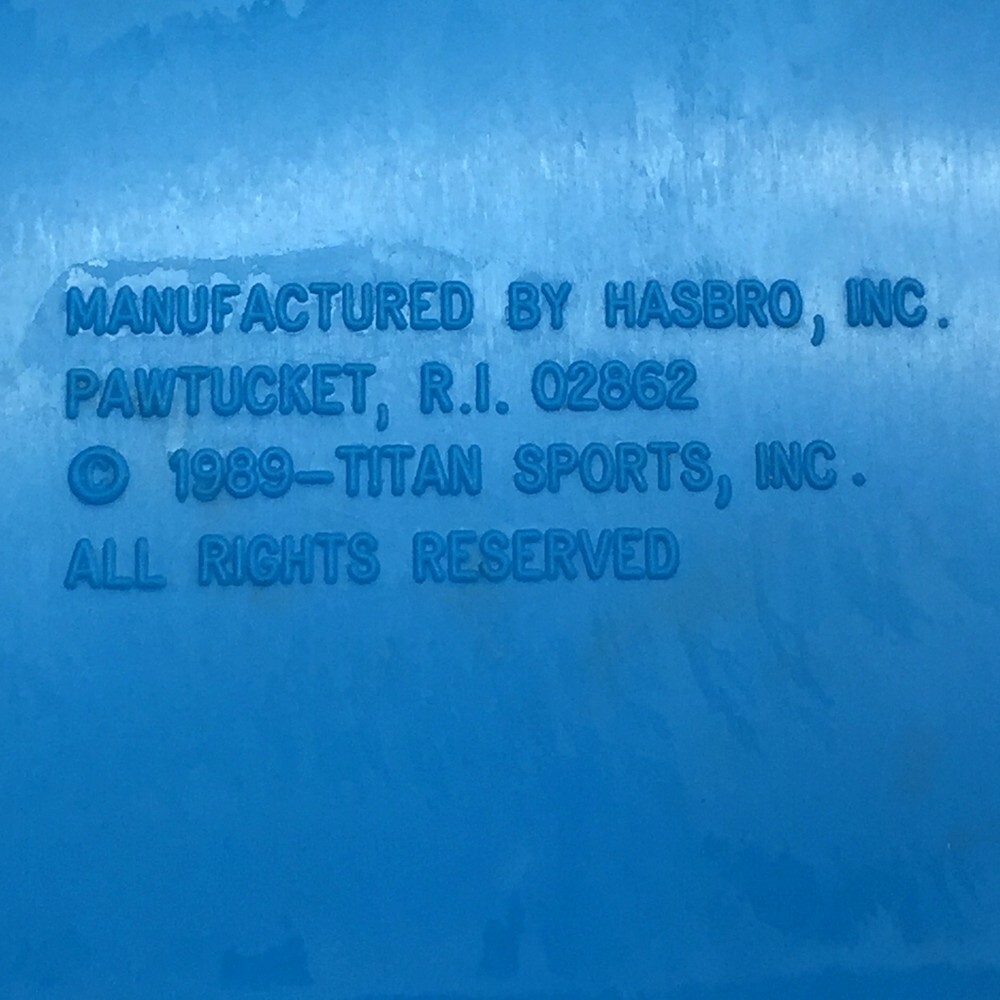 MANUFACTURED BY HASBRO, INC.
PAWTUCKET, R.I. 02862
© 1989-TITAN SPORTS, INC.
ALL RIGHTS RESERVED